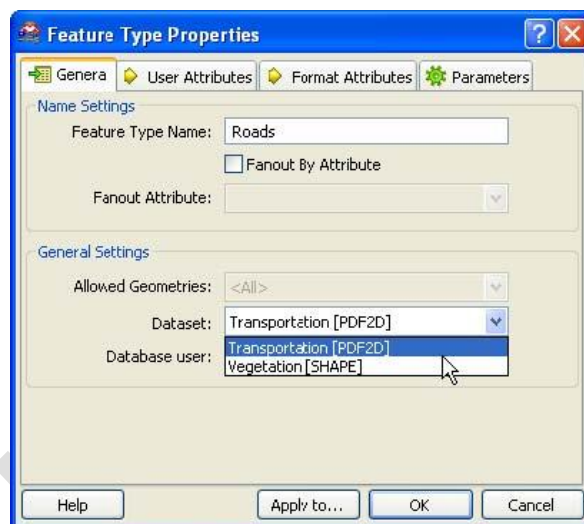 Feature Type Properties
Genera User Attributes Format Attributes Parameters
Name Settings
Feature Type Name: Roads
Fanout By Attribute
Fanout Attribute:
General Settings
Allowed Geometries: <All>
Dataset: Transportation [PDF2D]
Transportation [PDF2D]
Database user:
Vegetation [SHAPE]
Help Apply to... OK Cancel